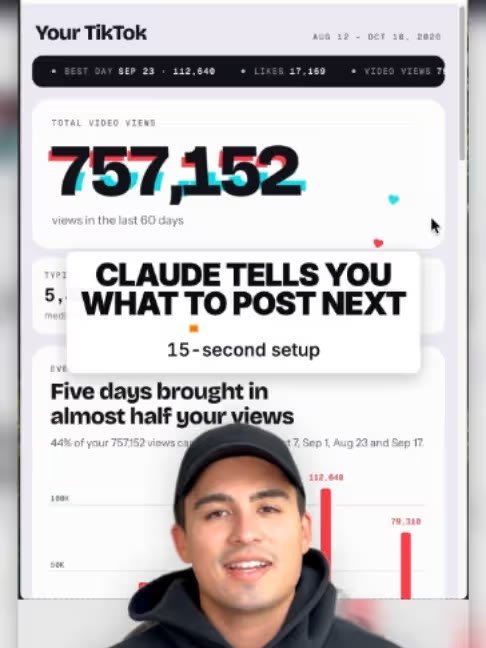 Your TikTok
AUG 12 - OCT 10, 2026
• BEST DAY SEP 23 · 112,640 • LIKES 17,169 • VIDEO VIEWS
TOTAL VIDEO VIEWS
757,152
views in the last 60 days
CLAUDE TELLS YOU
WHAT TO POST NEXT
15-second setup
Five days brought in
almost half your views
44% of your 757,152 views Sep 1, Aug 23 and Sep 17.
112,640
100K
79,310
50K